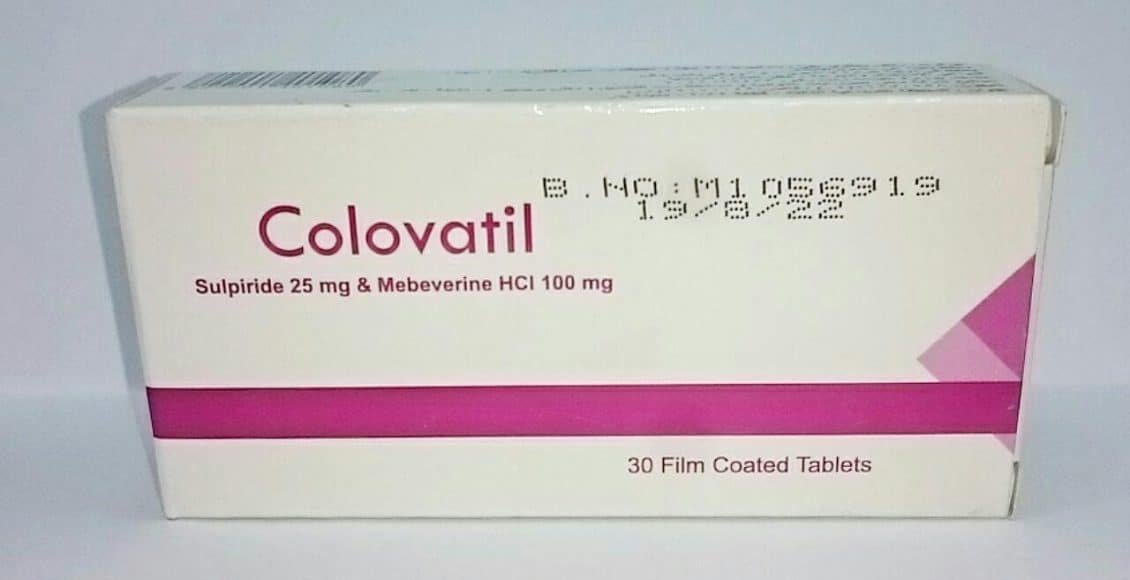 B.NO:M1056919
19/8/22
Colovatil
Sulpiride 25 mg & Mebeverine HCl 100 mg
30 Film Coated Tablets